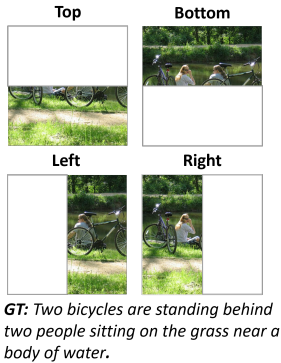 Top
Bottom
Left
Right
GT: Two bicycles are standing behind
two people sitting on the grass near a
body of water.